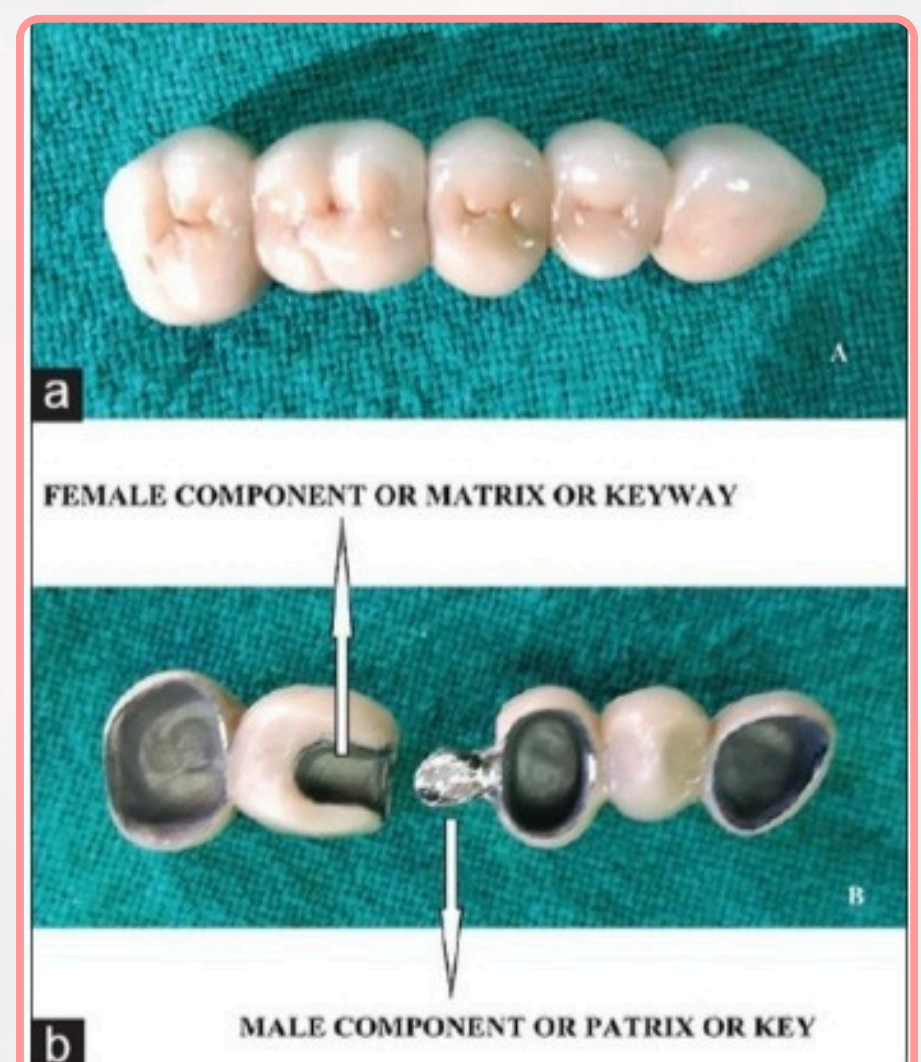 A
a
FEMALE COMPONENT OR MATRIX OR KEYWAY
B
MALE COMPONENT OR PATRIX OR KEY
b